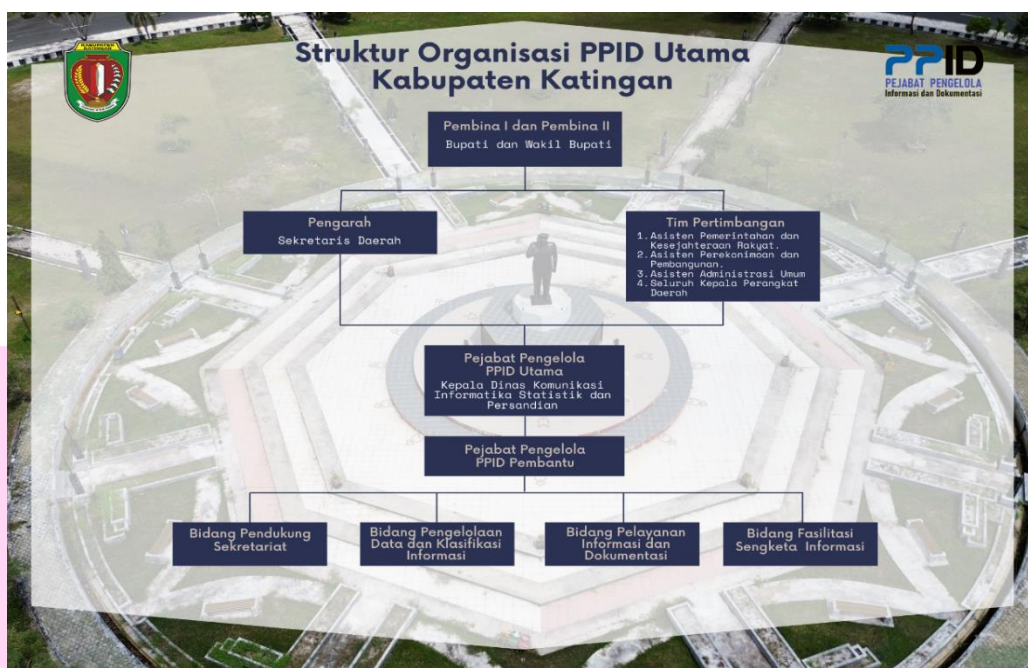 Struktur Organisasi PPID Utama
Kabupaten Katingan
KABUPATEN
KATINGAN
PPID
PEJABAT PENGELOLA
Informasi dan Dokumentasi
Pembina I dan Pembina II
Bupati dan Wakil Bupati
Pengarah
Sekretaris Daerah
Tim Pertimbangan
1. Asisten Pemerintahan dan
Kesejahteraan Rakyat.
2. Asisten Perekonimoan dan
Pembangunan.
3. Asisten Administrasi Umum
4. Seluruh Kepala Perangkat
Daerah
Pejabat Pengelola
PPID Utama
Kepala Dinas Komunikasi
Informatika Statistik dan
Persandian
Pejabat Pengelola
PPID Pembantu
Bidang Pendukung
Sekretariat
Bidang Pengelolaan
Data dan Klasifikasi
Informasi
Bidang Pelayanan
Informasi dan
Dokumentasi
Bidang Fasilitasi
Sengketa Informasi